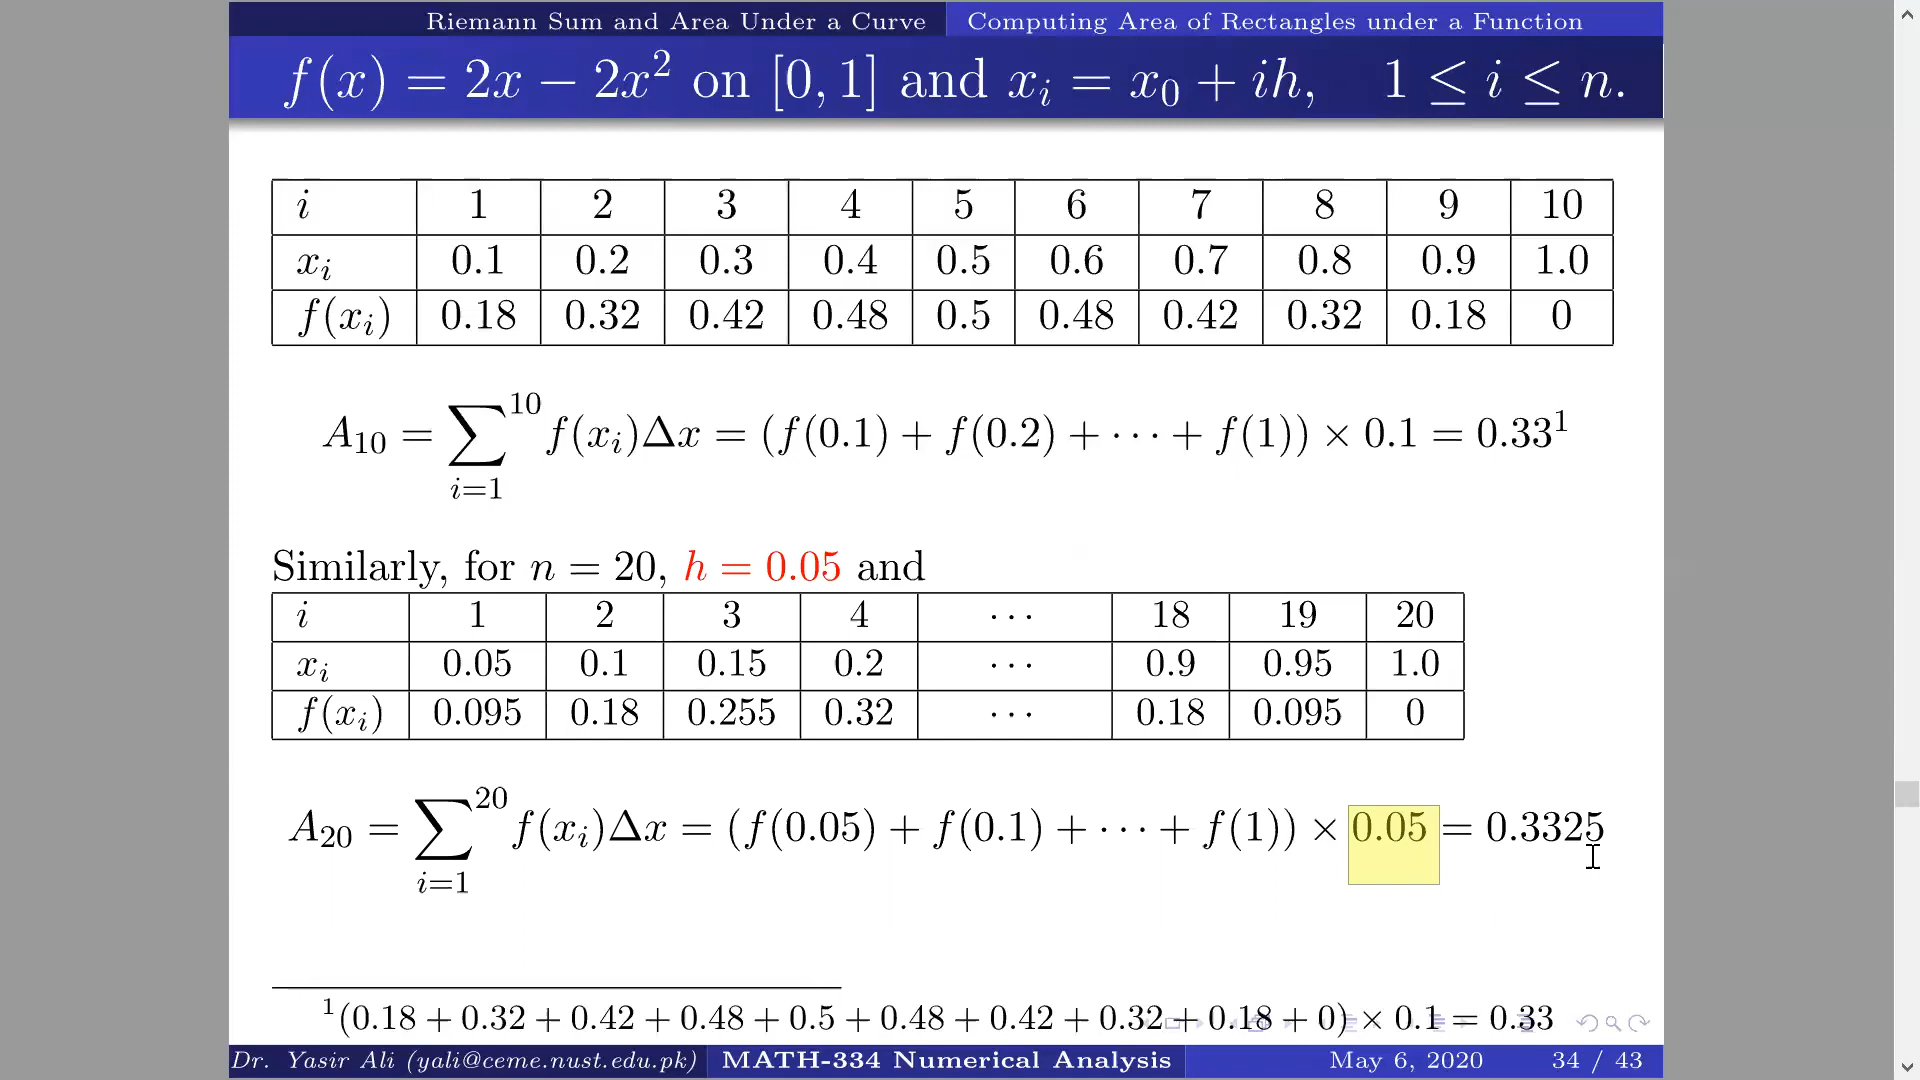 Riemann Sum and Area Under a Curve Computing Area of Rectangles under a Function
f(x) = 2x − 2x² on [0, 1] and xᵢ = x₀ + ih, 1 ≤ i ≤ n.
i 1 2 3 4 5 6 7 8 9 10
xᵢ 0.1 0.2 0.3 0.4 0.5 0.6 0.7 0.8 0.9 1.0
f(xᵢ) 0.18 0.32 0.42 0.48 0.5 0.48 0.42 0.32 0.18 0
A₁₀ = ∑ᵢ₌₁¹⁰ f(xᵢ)Δx = (f(0.1) + f(0.2) + ··· + f(1)) × 0.1 = 0.33¹
Similarly, for n = 20, h = 0.05 and
i 1 2 3 4 ··· 18 19 20
xᵢ 0.05 0.1 0.15 0.2 ··· 0.9 0.95 1.0
f(xᵢ) 0.095 0.18 0.255 0.32 ··· 0.18 0.095 0
A₂₀ = ∑ᵢ₌₁²⁰ f(xᵢ)Δx = (f(0.05) + f(0.1) + ··· + f(1)) × 0.05 = 0.3325
¹(0.18 + 0.32 + 0.42 + 0.48 + 0.5 + 0.48 + 0.42 + 0.32 + 0.18 + 0) × 0.1 = 0.33
Dr. Yasir Ali (yali@ceme.nust.edu.pk) MATH-334 Numerical Analysis May 6, 2020 34 / 43